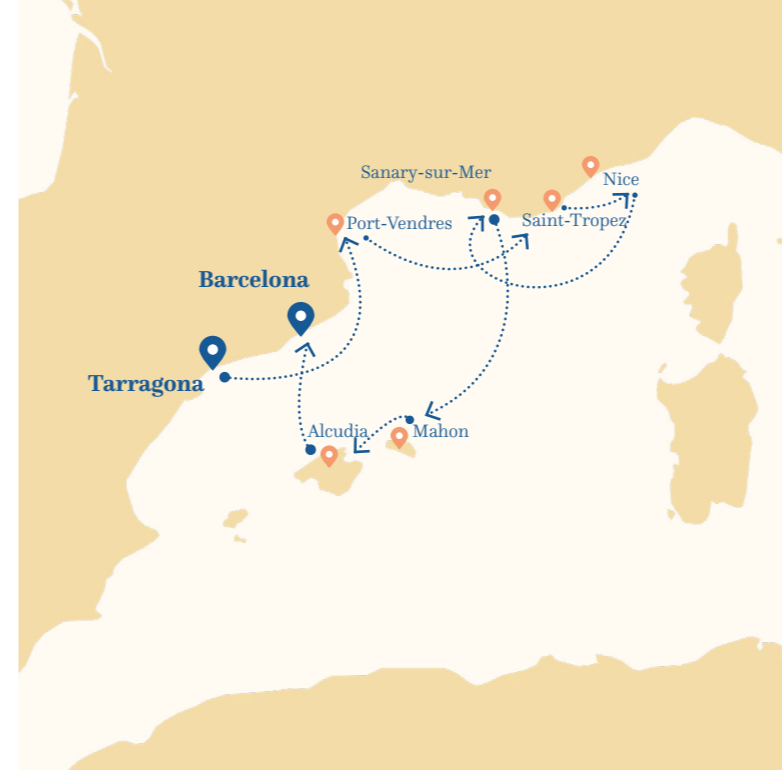 Sanary-sur-Mer
Nice
Port-Vendres
Saint-Tropez
Barcelona
Tarragona
Alcudia
Mahon